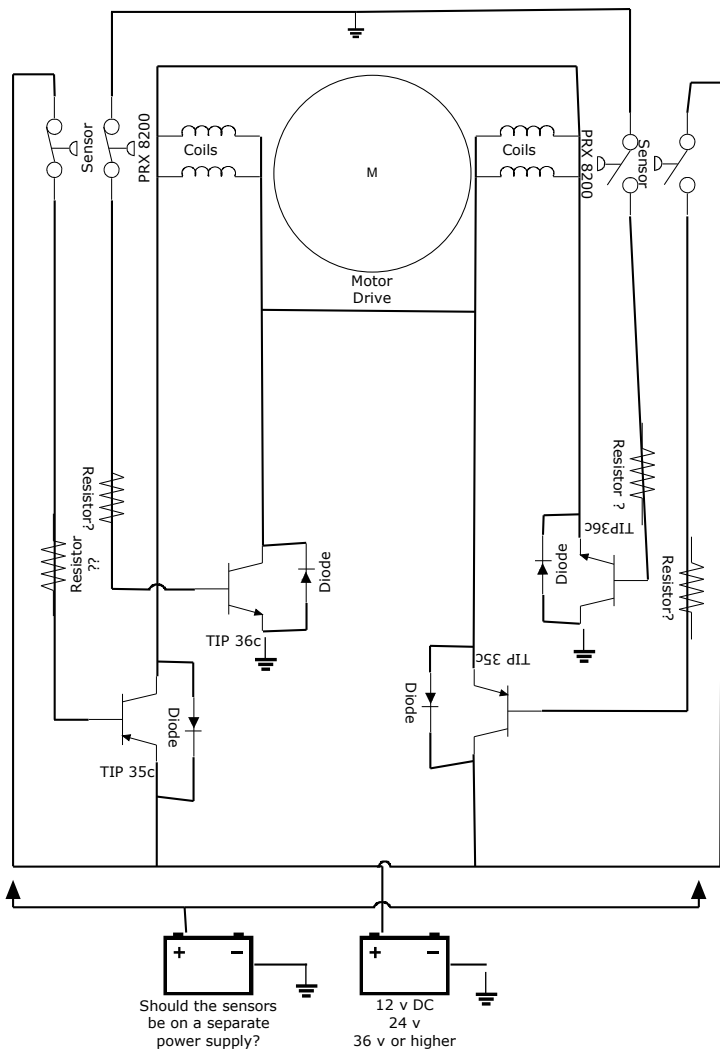 PRX 8200
Sensor
Coils
M
Motor
Drive
Coils
PRX 8200
Sensor
Resistor?
Resistor
??
Resistor ?
Resistor?
TIP36c
Diode
Diope
TIP 36c
TIP 35c
Diode
Diode
TIP 35c
+ −
+ −
Should the sensors
be on a separate
power supply?
12 v DC
24 v
36 v or higher